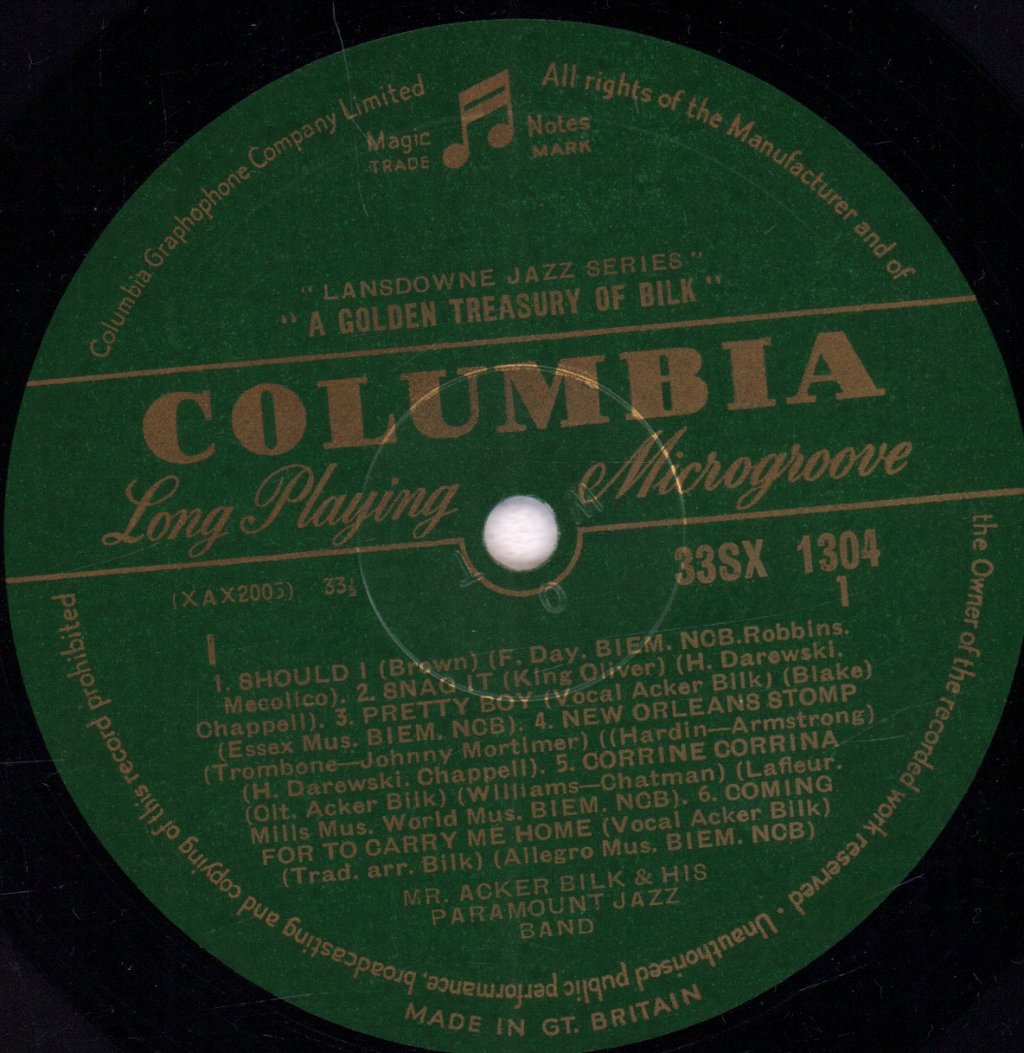 Columbia Graphophone Company Limited
All rights of the Manufacturer and of
the Owner of the recorded work reserved · Unauthorised public performance, broadcasting and copying of this record prohibited
Magic Notes
TRADE MARK
"LANSDOWNE JAZZ SERIES"
"A GOLDEN TREASURY OF BILK"
COLUMBIA
Long Playing Microgroove
33SX 1304
33⅓
1
1. SHOULD I (Brown) (F. Day. BIEM. NCB. Robbins.
Mecolico). 2. SNAG IT (King Oliver) (H. Darewski.
Chappell). 3. PRETTY BOY (Vocal Acker Bilk) (Blake)
(Essex Mus. BIEM. NCB). 4. NEW ORLEANS STOMP
(Trombone—Johnny Mortimer) ((Hardin—Armstrong)
(H. Darewski. Chappell). 5. CORRINE CORRINA
(Clt. Acker Bilk) (Williams—Chatman) (Lafleur.
Mills Mus. World Mus. BIEM. NCB). 6. COMING
FOR TO CARRY ME HOME (Vocal Acker Bilk)
(Trad. arr. Bilk) (Allegro Mus. BIEM. NCB)
MR. ACKER BILK & HIS
PARAMOUNT JAZZ
BAND
MADE IN GT. BRITAIN